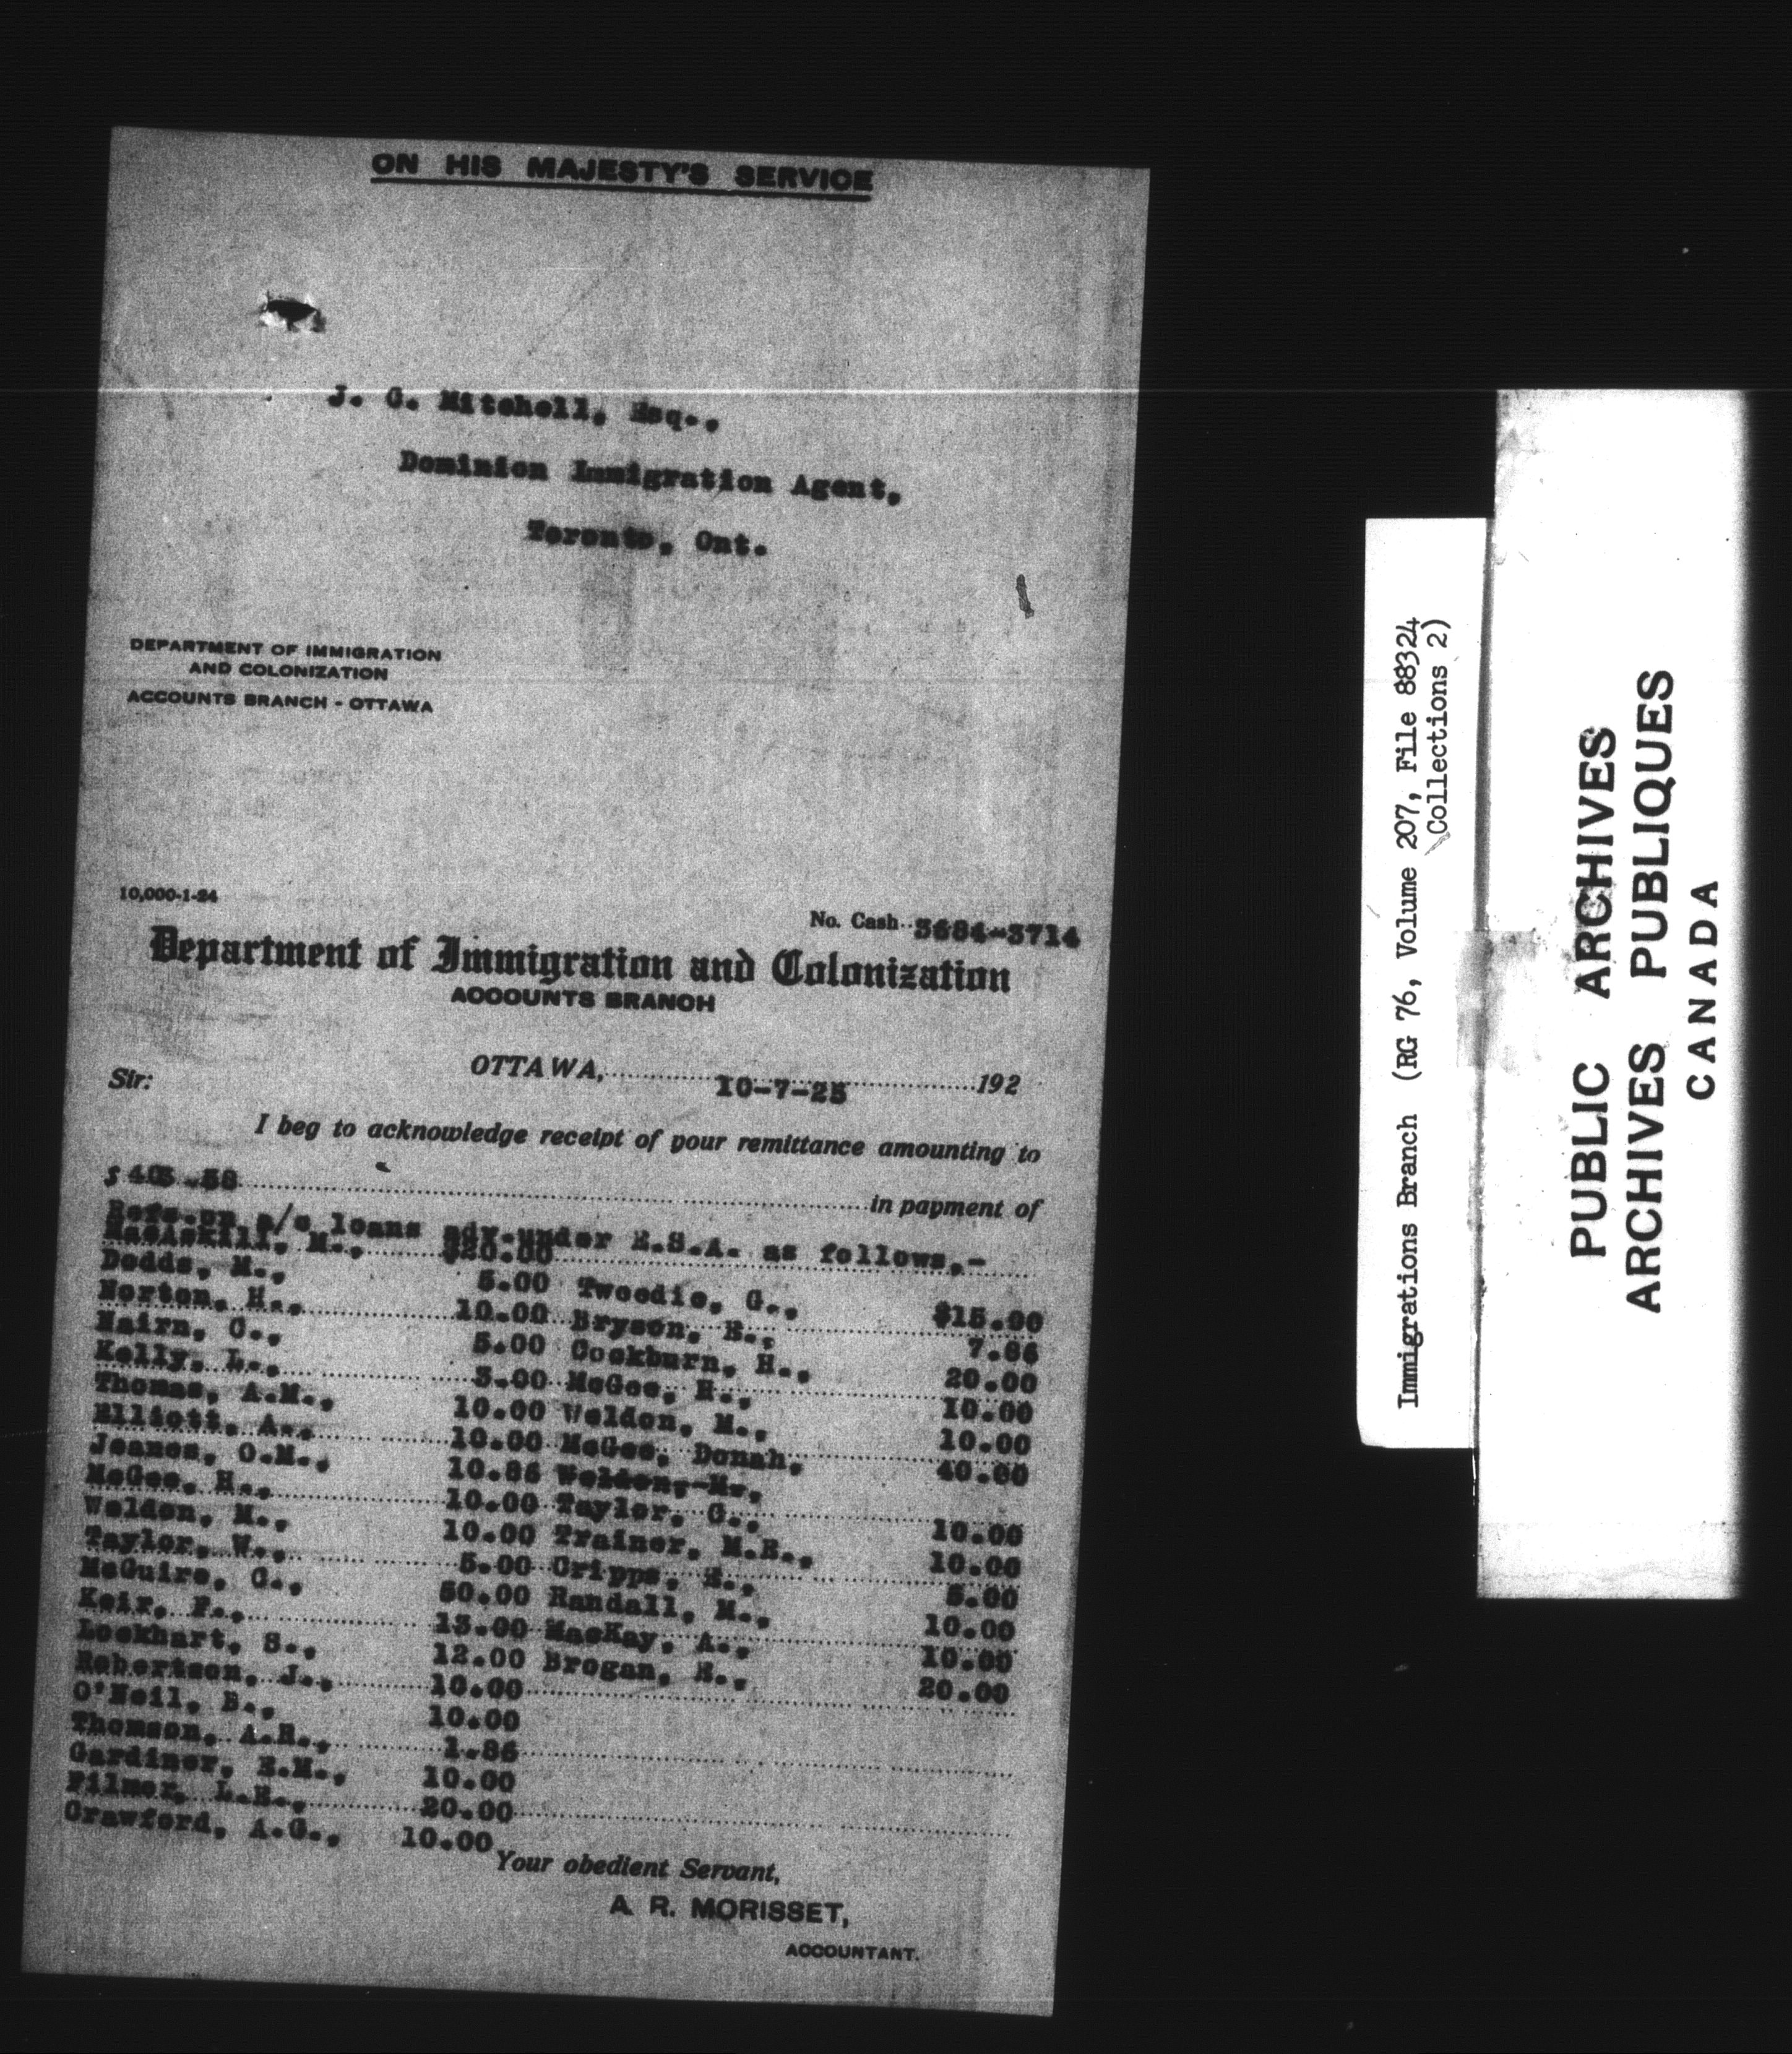 ON HIS MAJESTY'S SERVICE
J. G. Mitchell, Esq.,
Dominion Immigration Agent,
Toronto, Ont.
DEPARTMENT OF IMMIGRATION
AND COLONIZATION
ACCOUNTS BRANCH - OTTAWA
10,000-1-24
No. Cash 3684-3714
Department of Immigration and Colonization
ACCOUNTS BRANCH
OTTAWA, 10-7-25 192
Sir:
I beg to acknowledge receipt of your remittance amounting to
$ 403.58 in payment of
Refs. on a/c loans adv. under E.S.A. as follows,-
MacAskill, M., $20.00
Dodds, M., 5.00 Tweedie, G., $15.00
Norton, H., 10.00 Bryson, E., 7.86
Nairn, C., 5.00 Cockburn, H., 20.00
Kelly, L., 3.00 McGee, H., 10.00
Thomas, A.M., 10.00 Weldon, M., 10.00
Elliott, A., 10.00 McGee, Donah, 40.00
Jeanes, O.M., 10.86 Weldon, M.,
McGee, H., 10.00 Taylor, G., 10.00
Weldon, M., 10.00 Trainor, M.E., 10.00
Taylor, W., 5.00 Cripps, E., 5.00
McGuire, C., 50.00 Randall, M., 10.00
Keir, F., 13.00 MacKay, A., 10.00
Lockhart, S., 12.00 Brogan, E., 20.00
Robertson, J., 10.00
O'Neil, B., 10.00
Thomson, A.R., 1.86
Gardiner, E.M., 10.00
Filmer, L.E., 20.00
Crawford, A.G., 10.00
Your obedient Servant,
A. R. MORISSET,
ACCOUNTANT.
Immigrations Branch (RG 76, Volume 207, File 88324
Collections 2)
PUBLIC ARCHIVES
ARCHIVES PUBLIQUES
CANADA